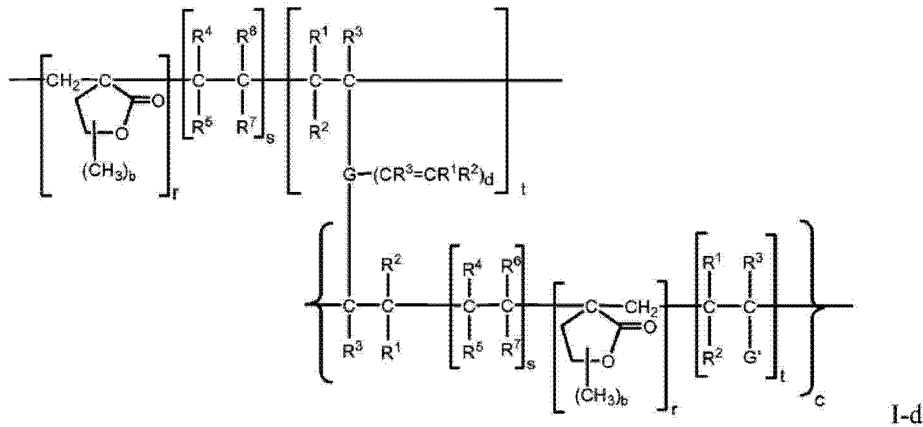 R⁴ R⁶ R¹ R³
CH₂ C C C C C
O
O R⁵ R⁷ s R² t
(CH₃)b r
G (CR³=CR¹R²)d t
R² R⁴ R⁶ R¹ R³
C C C C C CH₂ C C
O
R³ R¹ R⁵ R⁷ s O R² G' t
(CH₃)b r c
I-d